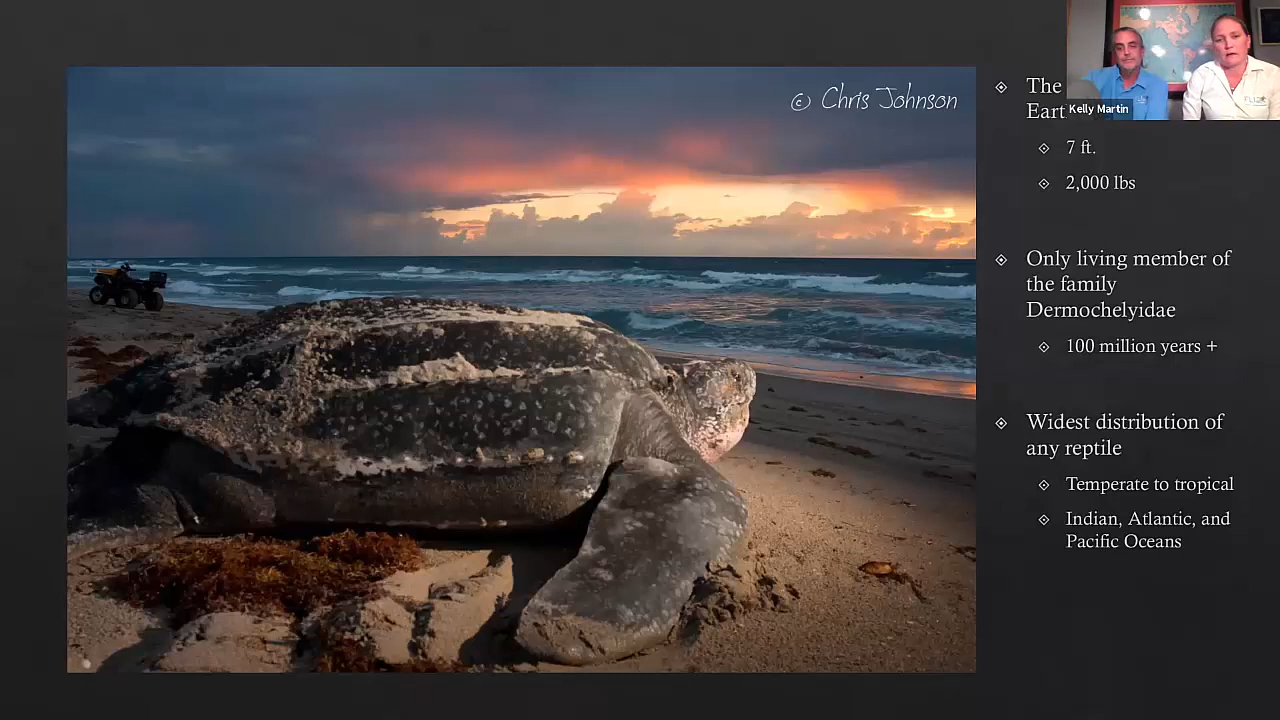 © Chris Johnson
The
Eart
Kelly Martin
7 ft.
2,000 lbs
Only living member of
the family
Dermochelyidae
100 million years +
Widest distribution of
any reptile
Temperate to tropical
Indian, Atlantic, and
Pacific Oceans